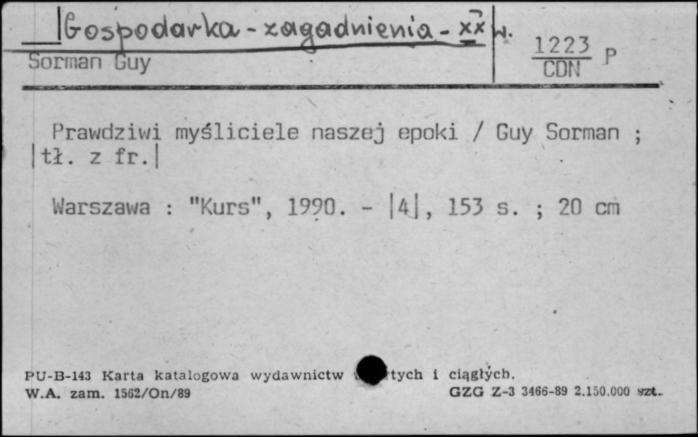 Gospodarka - zagadnienia - XX w.
1223 P
CDN
Sorman Guy
Prawdziwi myśliciele naszej epoki / Guy Sorman ;
|tł. z fr.|
Warszawa : "Kurs", 1990. - |4|, 153 s. ; 20 cm
PU-B-143 Karta katalogowa wydawnictw tych i ciągłych.
W.A. zam. 1562/On/89 GZG Z-3 3466-89 2.150.000 szt.